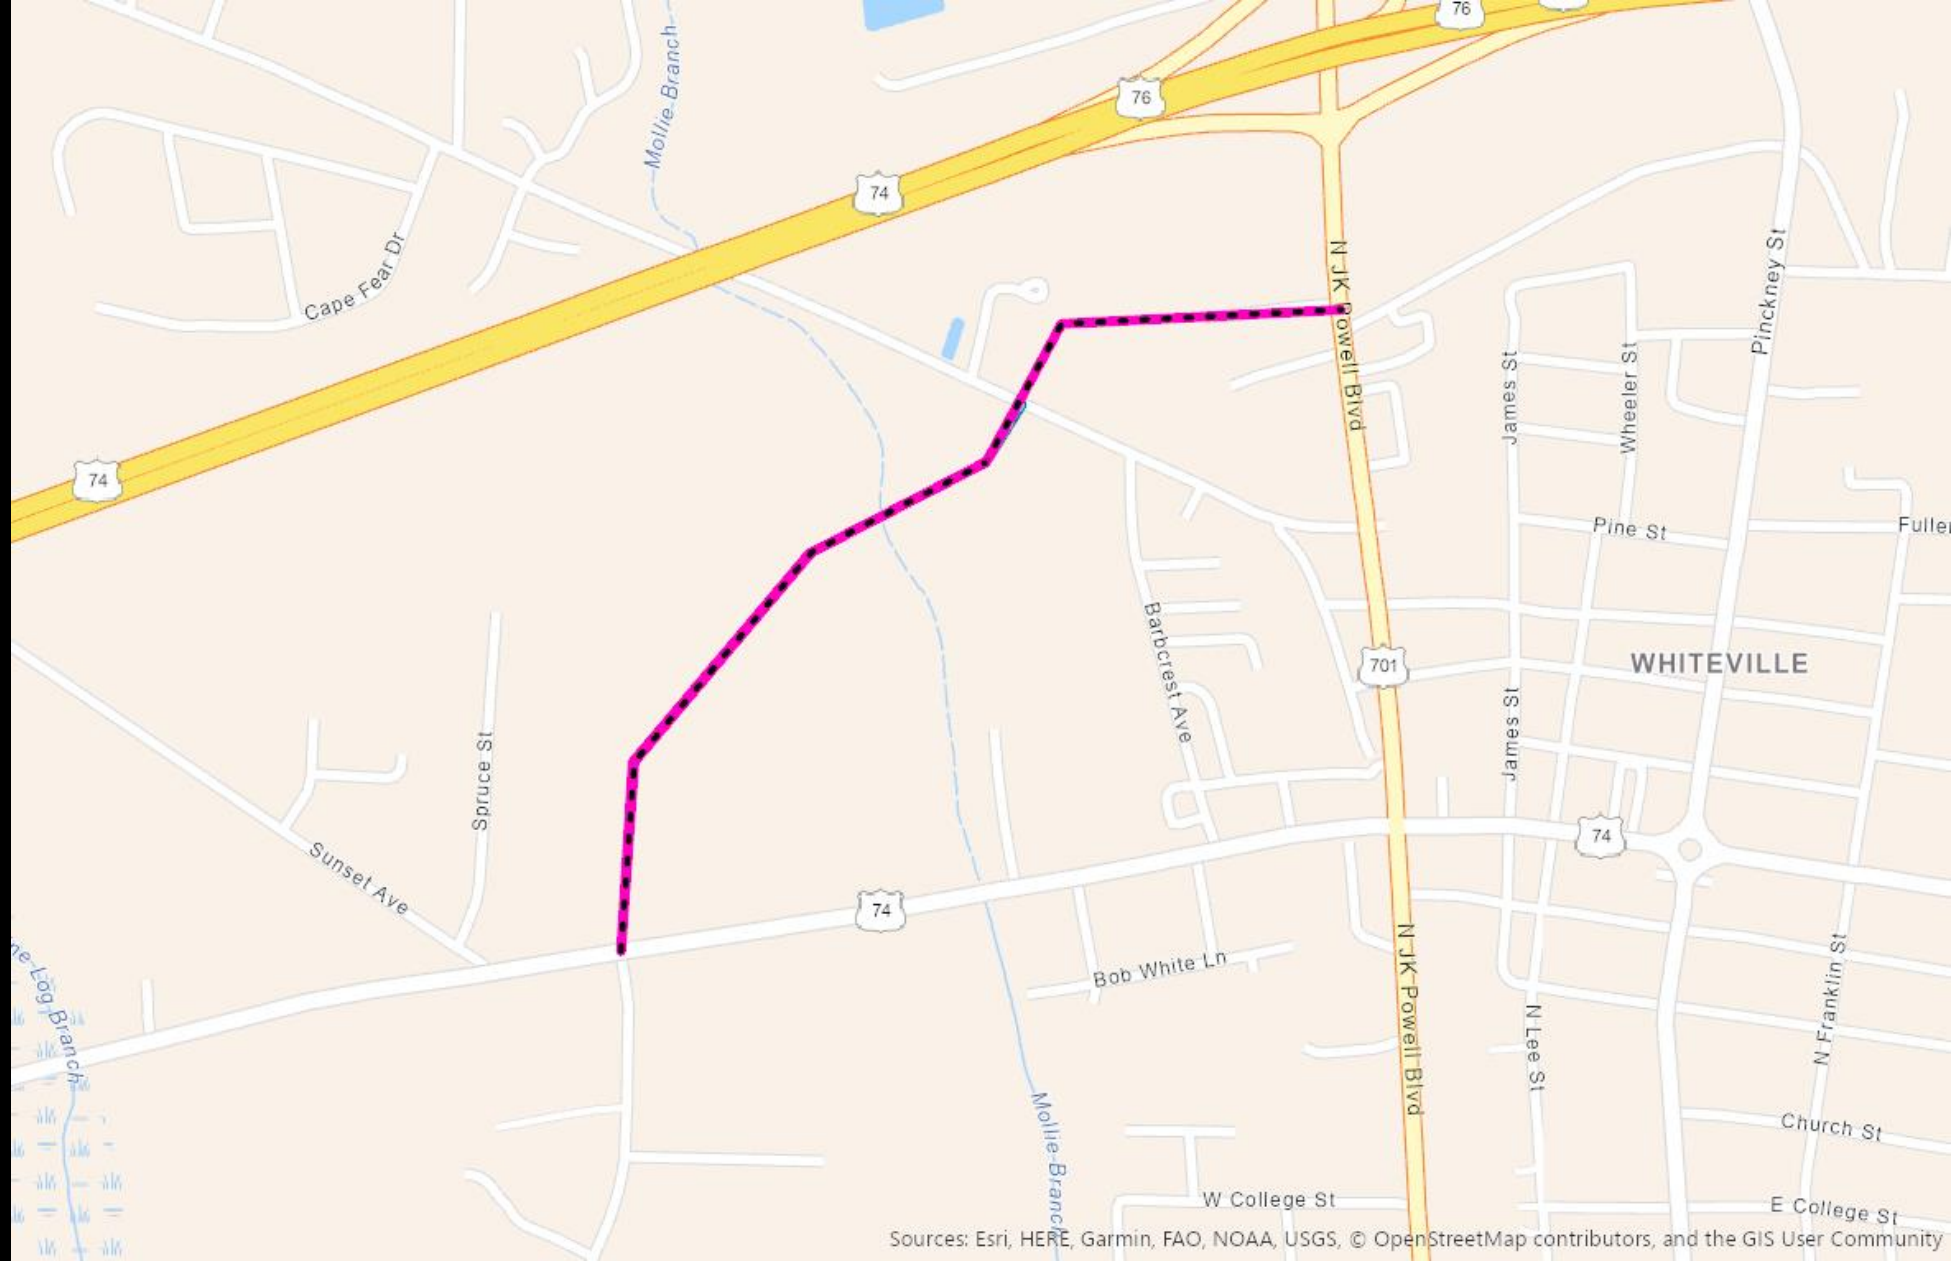 76
76
74
Mollie-Branch
Cape Fear Dr
N JK Powell Blvd
Pinckney St
James St
Wheeler St
74
Pine St
Fuller
Barbcrest Ave
701
WHITEVILLE
James St
Spruce St
Sunset Ave
74
74
Bob White Ln
N JK Powell Blvd
N Franklin St
ne-Log Branch
N Lee St
Mollie-Branch
Church St
W College St
E College St
Sources: Esri, HERE, Garmin, FAO, NOAA, USGS, © OpenStreetMap contributors, and the GIS User Community